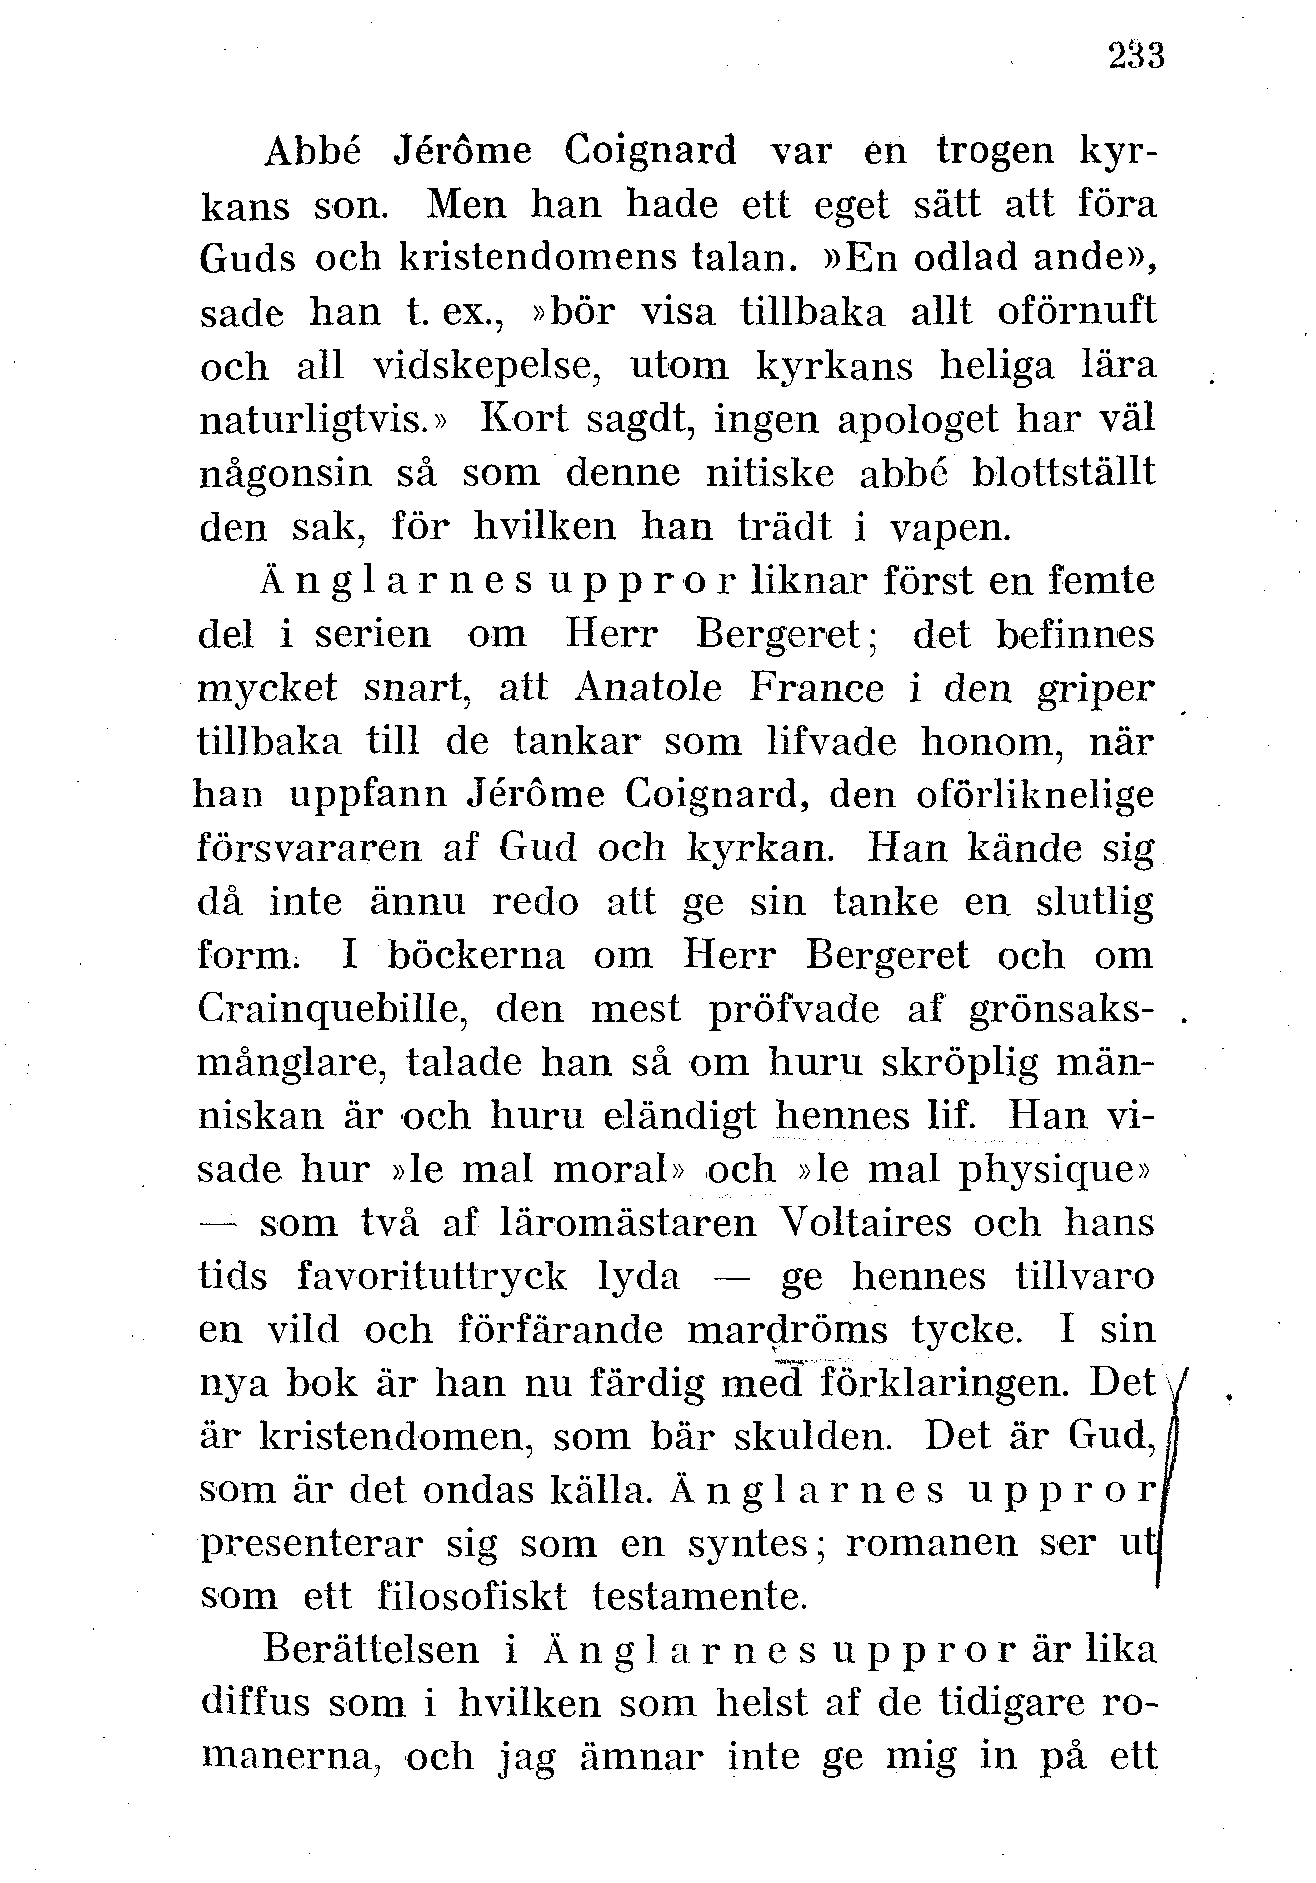 233
Abbé Jérôme Coignard var en trogen kyr-
kans son. Men han hade ett eget sätt att föra
Guds och kristendomens talan. »En odlad ande»,
sade han t. ex., »bör visa tillbaka allt oförnuft
och all vidskepelse, utom kyrkans heliga lära
naturligtvis.» Kort sagdt, ingen apologet har väl
någonsin så som denne nitiske abbé blottställt
den sak, för hvilken han trädt i vapen.
Änglarnes uppror liknar först en femte
del i serien om Herr Bergeret; det befinnes
mycket snart, att Anatole France i den griper
tillbaka till de tankar som lifvade honom, när
han uppfann Jérôme Coignard, den oförliknelige
försvararen af Gud och kyrkan. Han kände sig
då inte ännu redo att ge sin tanke en slutlig
form. I böckerna om Herr Bergeret och om
Crainquebille, den mest pröfvade af grönsaks-
månglare, talade han så om huru skröplig män-
niskan är och huru eländigt hennes lif. Han vi-
sade hur »le mal moral» och »le mal physique»
— som två af läromästaren Voltaires och hans
tids favorituttryck lyda — ge hennes tillvaro
en vild och förfärande mardröms tycke. I sin
nya bok är han nu färdig med förklaringen. Det
är kristendomen, som bär skulden. Det är Gud,
som är det ondas källa. Änglarnes uppror
presenterar sig som en syntes; romanen ser ut
som ett filosofiskt testamente.
Berättelsen i Änglarnes uppror är lika
diffus som i hvilken som helst af de tidigare ro-
manerna, och jag ämnar inte ge mig in på ett